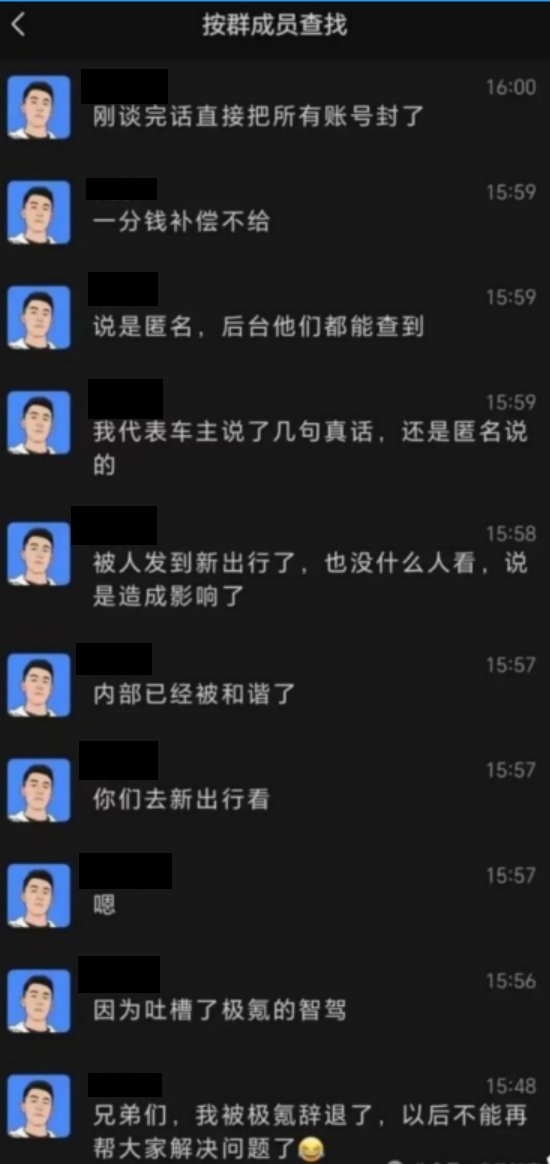 按群成员查找
16:00
刚谈完话直接把所有账号封了
15:59
一分钱补偿不给
15:59
说是匿名，后台他们都能查到
15:59
我代表车主说了几句真话，还是匿名说
的
15:58
被人发到新出行了，也没什么人看，说
是造成影响了
15:57
内部已经被和谐了
15:57
你们去新出行看
15:57
嗯
15:56
因为吐槽了极氪的智驾
15:48
兄弟们，我被极氪辞退了，以后不能再
帮大家解决问题了😂